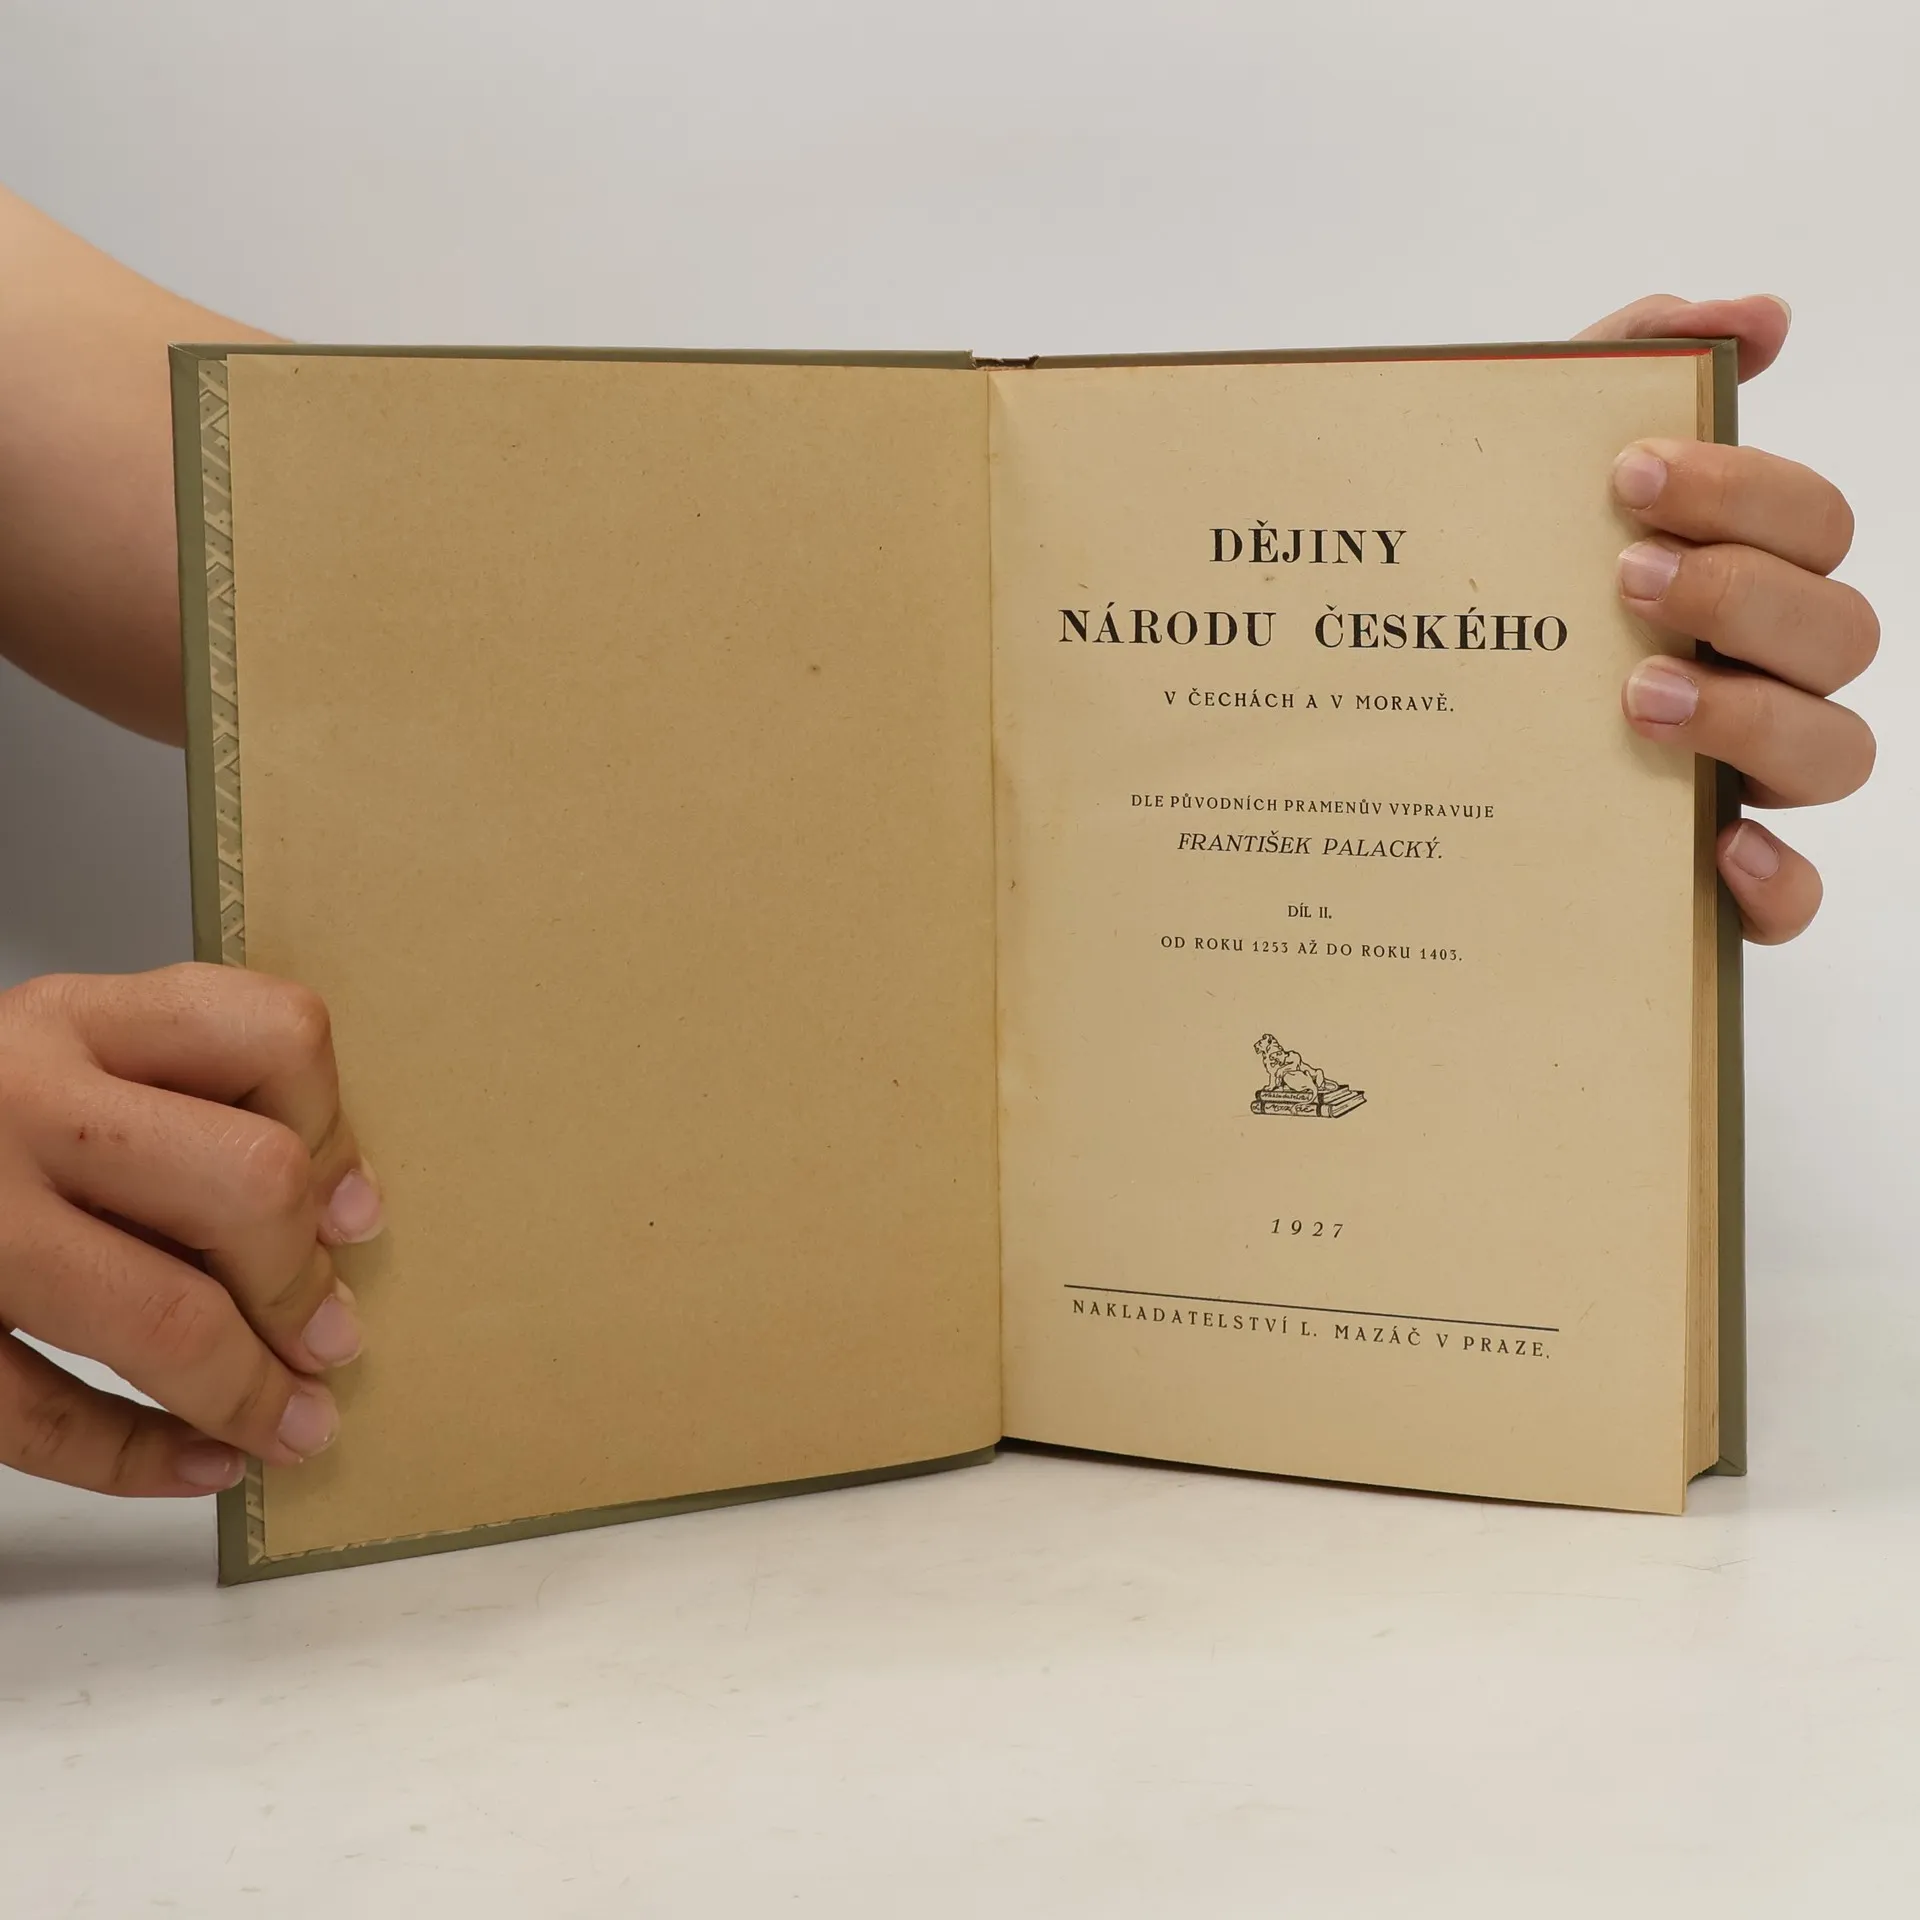 DĚJINY
NÁRODU ČESKÉHO
V ČECHÁCH A V MORAVĚ.
DLE PŮVODNÍCH PRAMENŮV VYPRAVUJE
FRANTIŠEK PALACKÝ.
DÍL II.
OD ROKU 1253 AŽ DO ROKU 1403.
1927
NAKLADATELSTVÍ L. MAZÁČ V PRAZE.